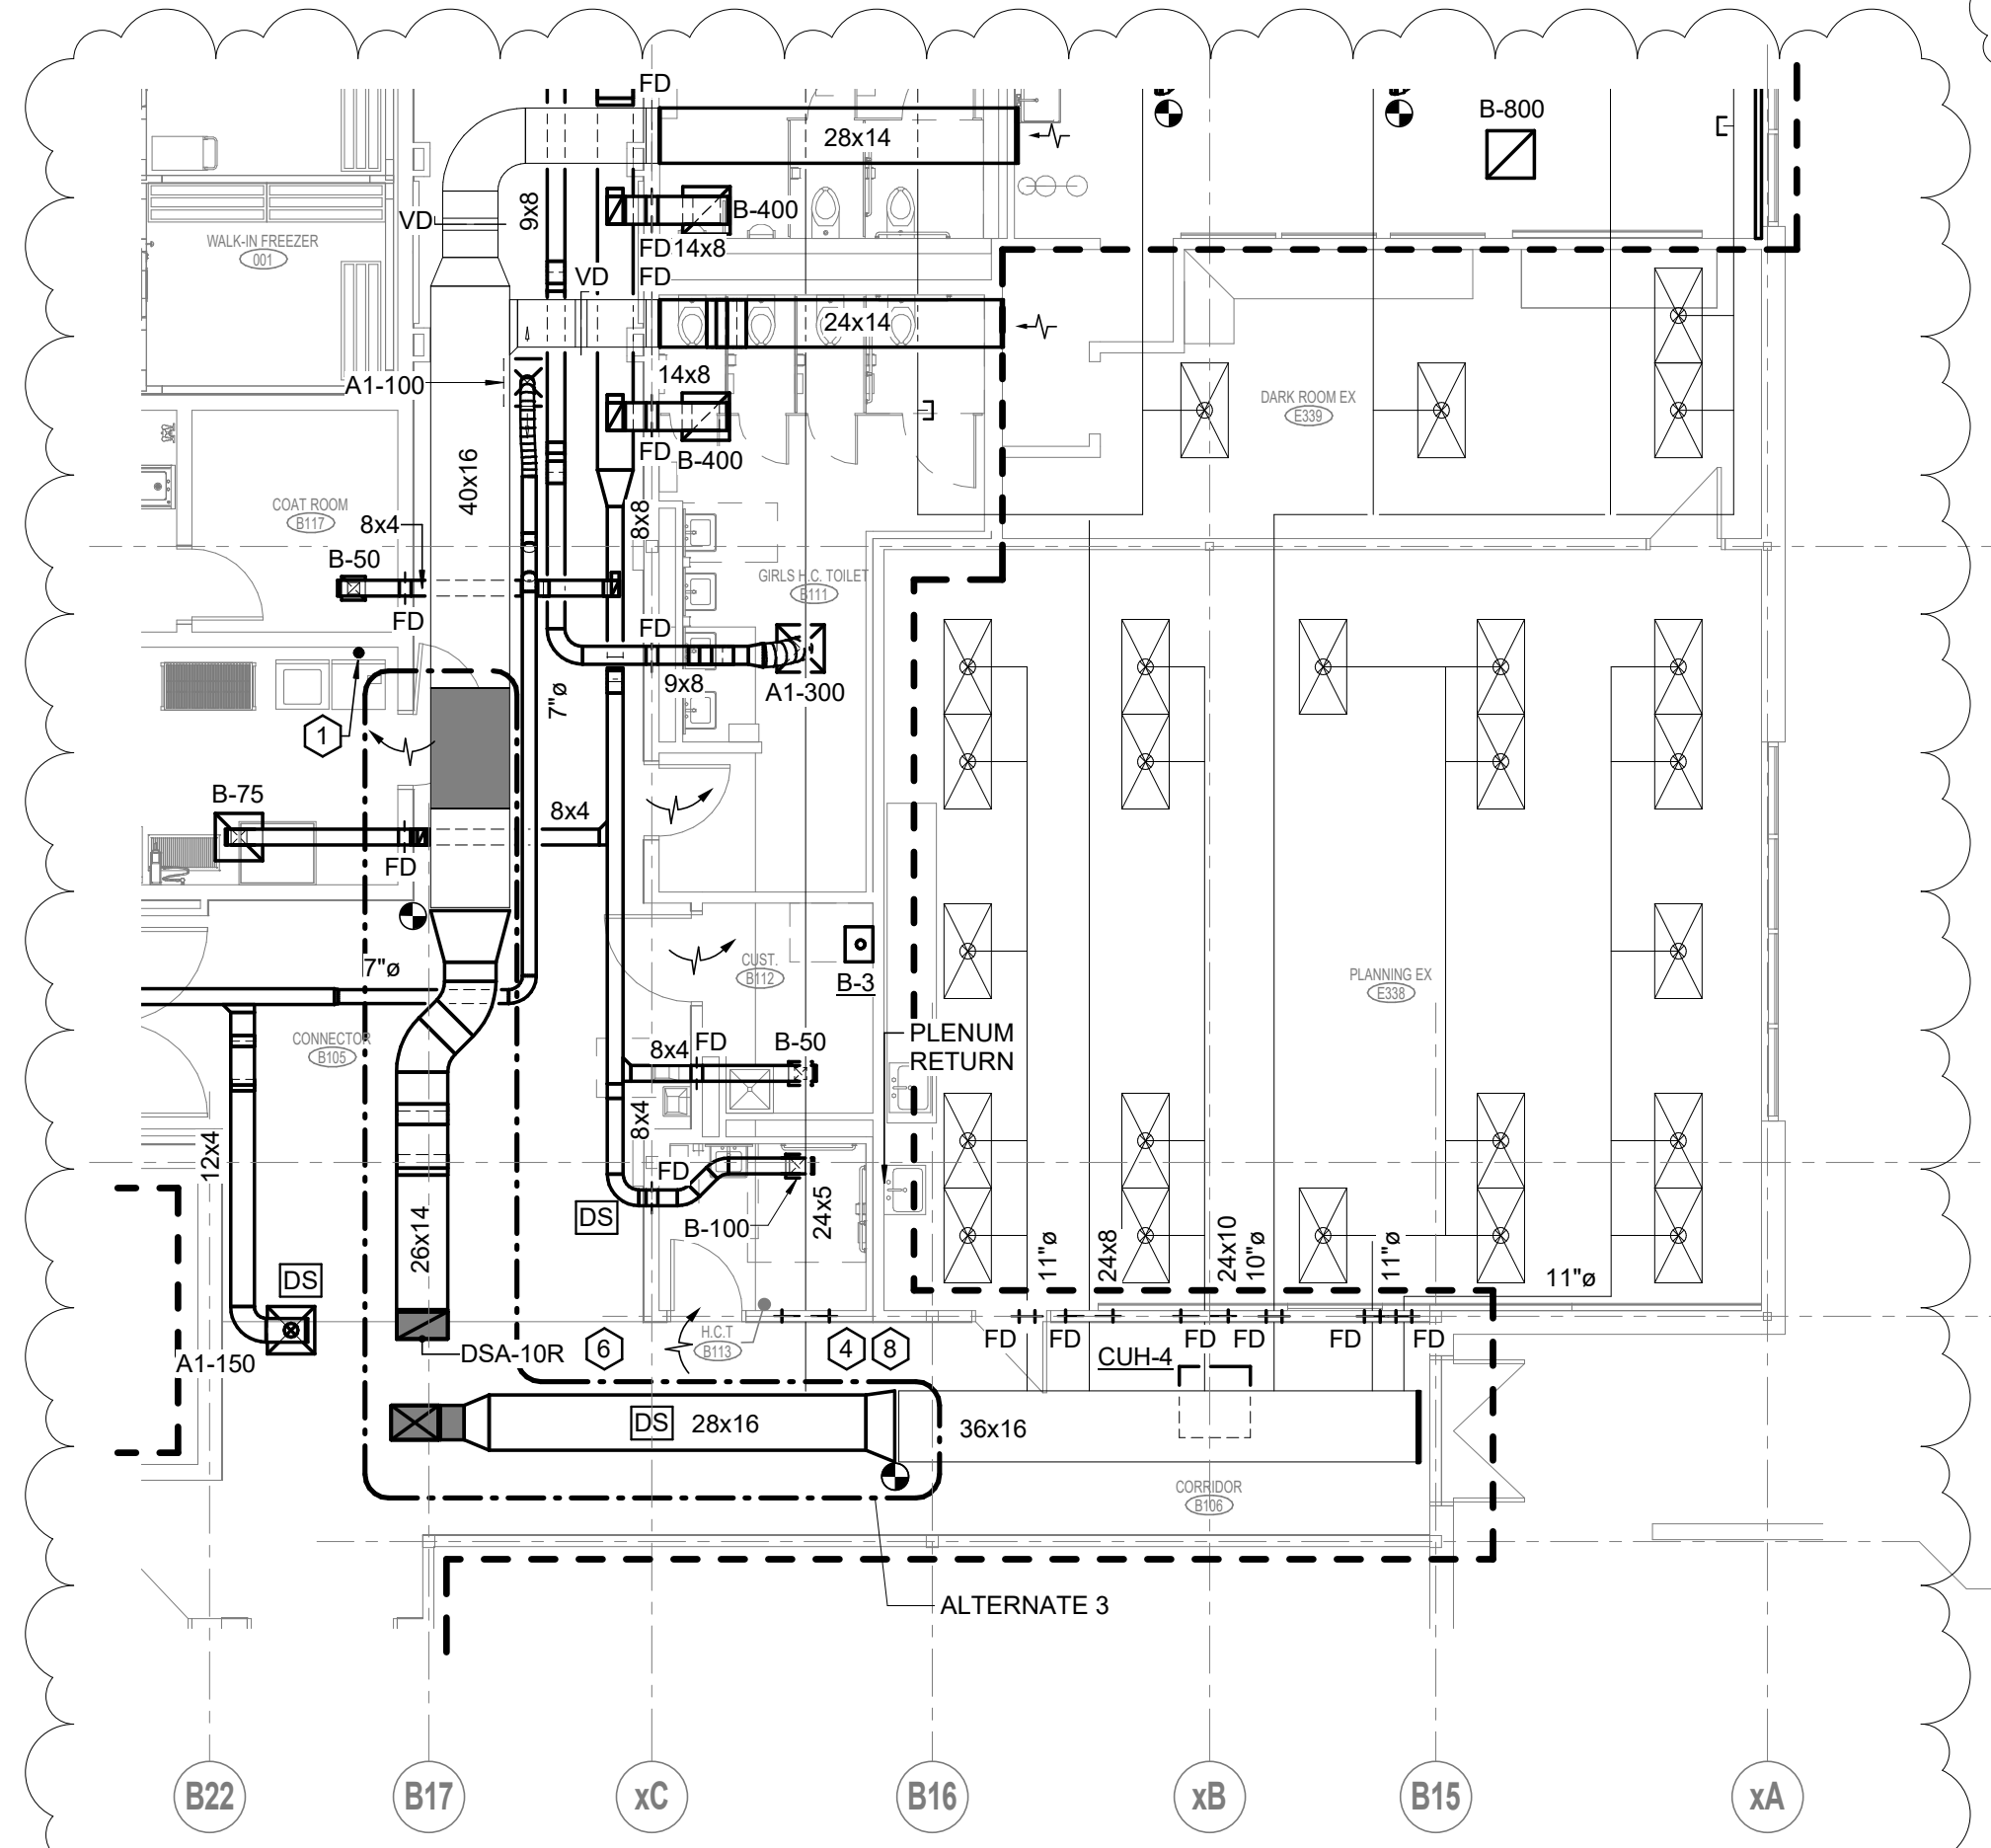 FD
28x14
B-800
9x8
B-400
VD
WALK-IN FREEZER
001
FD
14x8
FD
VD
24x14
A1-100
14x8
DARK ROOM EX
E339
FD
B-400
40x16
COAT ROOM
B117
8x4
8x8
B-50
GIRLS H.C. TOILET
B111
FD
FD
9x8
A1-300
7"ø
1
B-75
8x4
FD
7"ø
CUST.
B112
B-3
PLANNING EX
E338
CONNECTOR
B105
8x4
FD
B-50
PLENUM
RETURN
12x4
8x4
FD
DS
B-100
24x5
26x14
11"ø
24x8
24x10
10"ø
11"ø
11"ø
DS
A1-150
DSA-10R
6
H.C.T
B113
4
8
FD
FD
FD
FD
FD
FD
CUH-4
DS
28x16
36x16
CORRIDOR
B106
ALTERNATE 3
B22
B17
xC
B16
xB
B15
xA